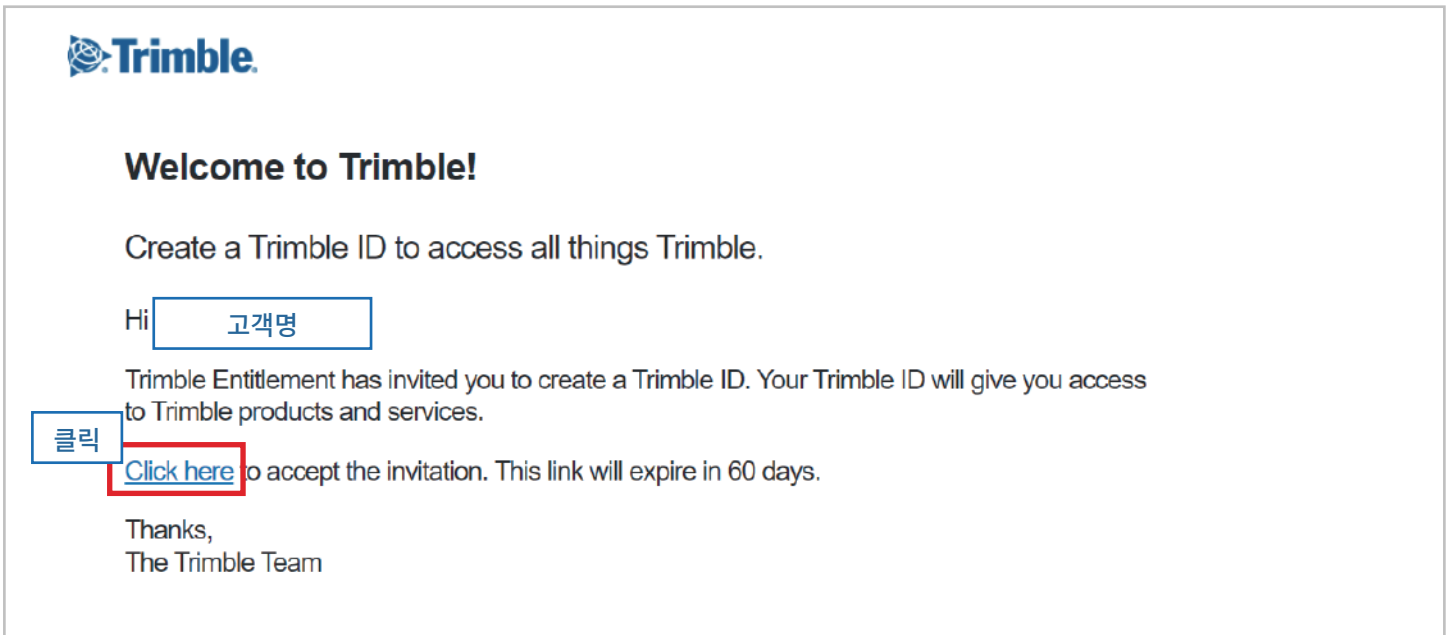 Trimble.
Welcome to Trimble!
Create a Trimble ID to access all things Trimble.
Hi 고객명
Trimble Entitlement has invited you to create a Trimble ID. Your Trimble ID will give you access
to Trimble products and services.
클릭
Click here to accept the invitation. This link will expire in 60 days.
Thanks,
The Trimble Team